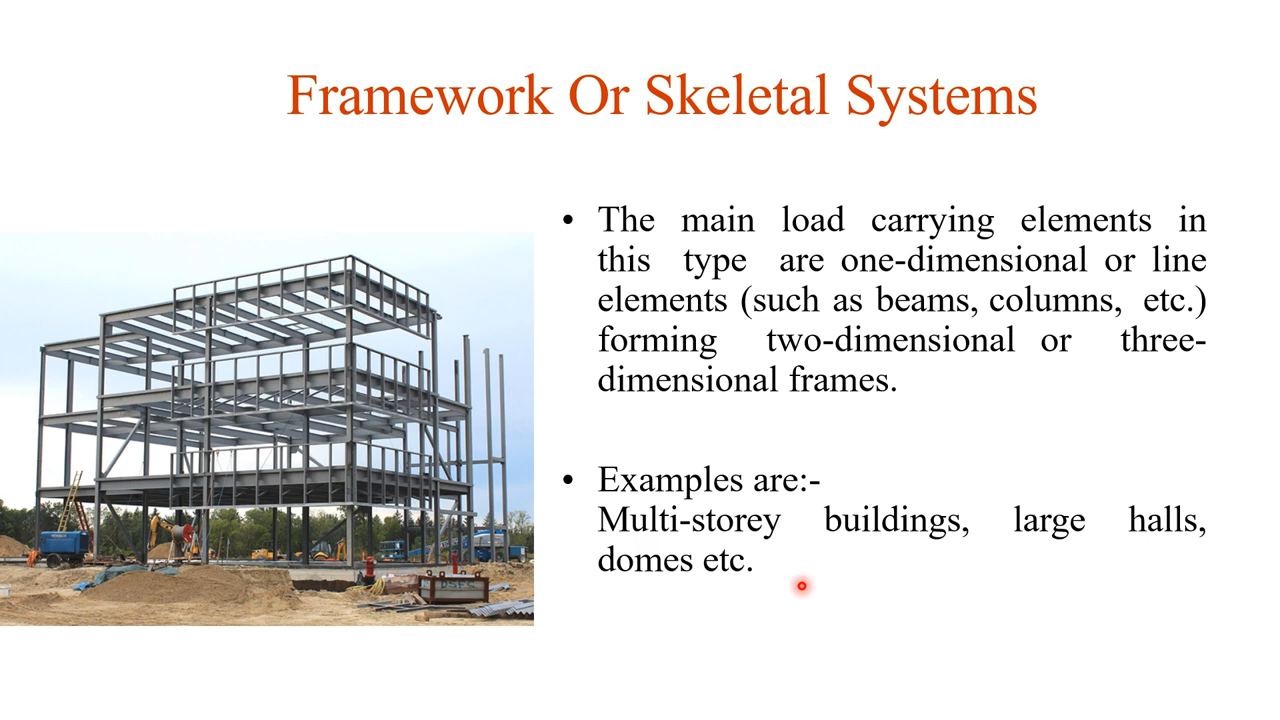 Framework Or Skeletal Systems
• The main load carrying elements in
this type are one-dimensional or line
elements (such as beams, columns, etc.)
forming two-dimensional or three-
dimensional frames.
• Examples are:-
Multi-storey buildings, large halls,
domes etc.